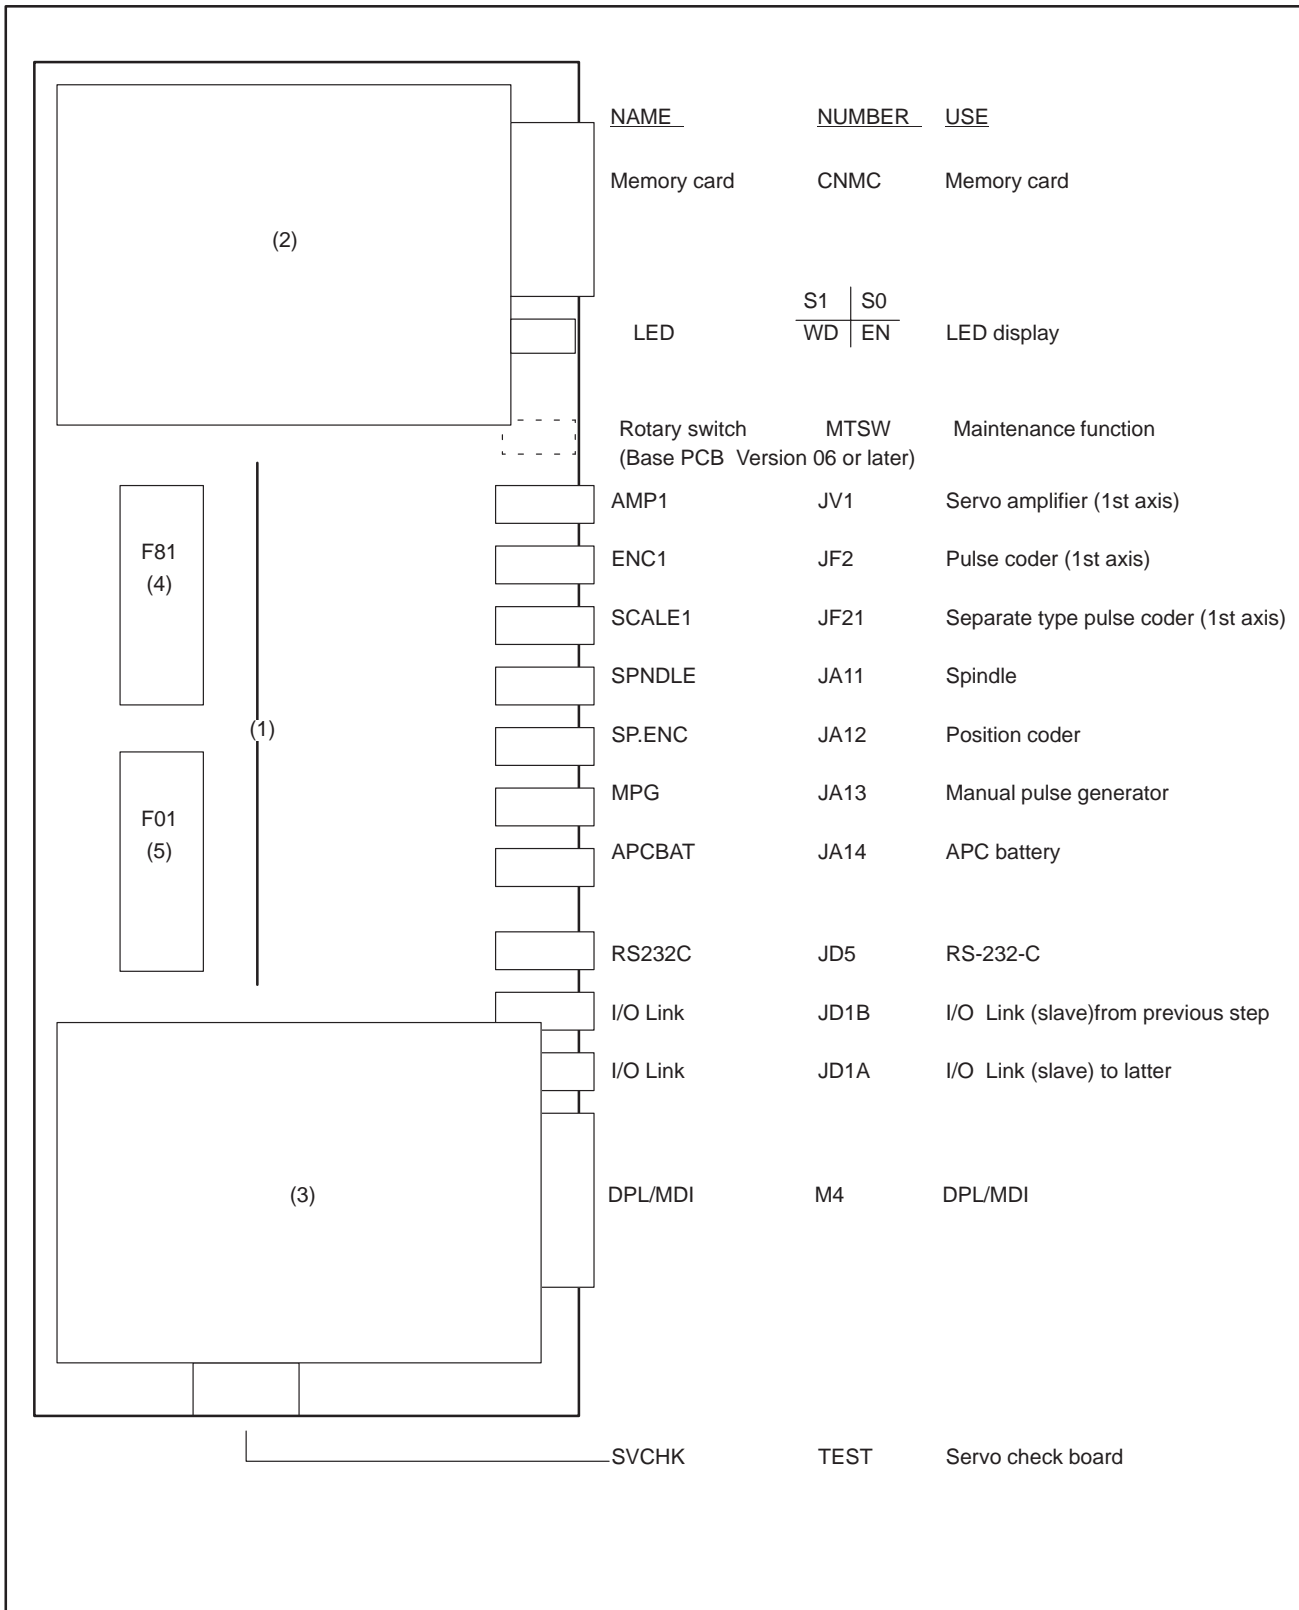 NAME NUMBER USE
Memory card CNMC Memory card
(2)
S1 S0
LED WD EN LED display
Rotary switch MTSW Maintenance function
(Base PCB Version 06 or later)
AMP1 JV1 Servo amplifier (1st axis)
F81
ENC1 JF2 Pulse coder (1st axis)
(4)
SCALE1 JF21 Separate type pulse coder (1st axis)
SPNDLE JA11 Spindle
(1)
SP.ENC JA12 Position coder
MPG JA13 Manual pulse generator
F01
(5)
APCBAT JA14 APC battery
RS232C JD5 RS-232-C
I/O Link JD1B I/O Link (slave)from previous step
I/O Link JD1A I/O Link (slave) to latter
(3)
DPL/MDI M4 DPL/MDI
SVCHK TEST Servo check board